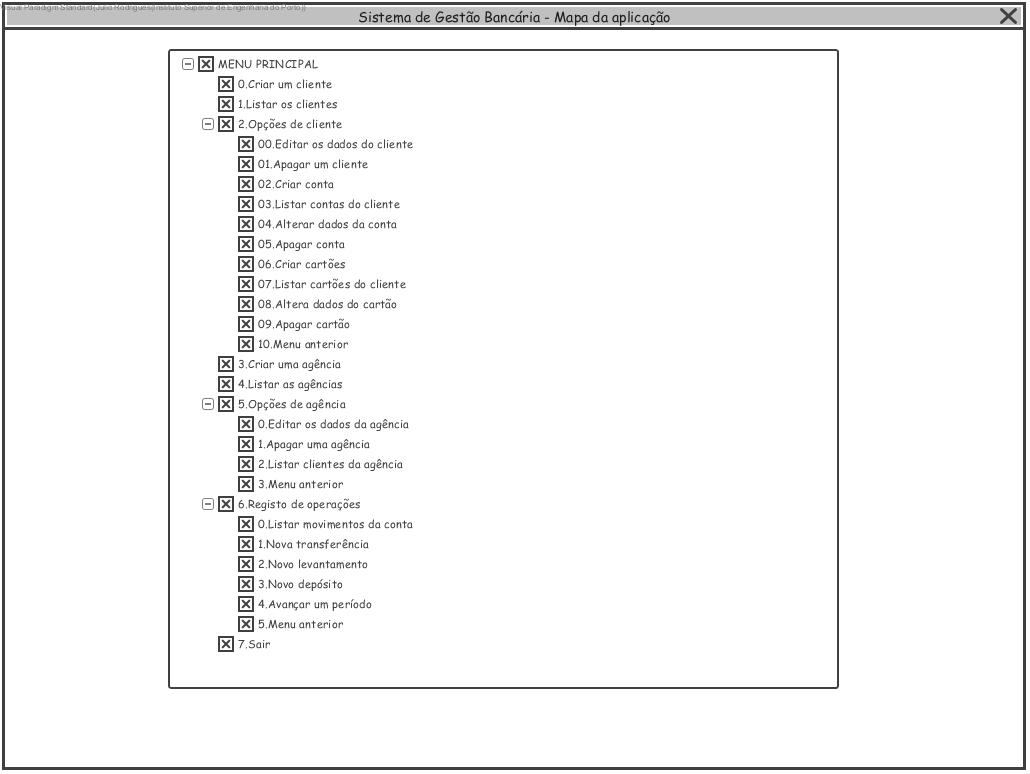 Visual Paradigm Standard(Julio Rodrigues(Instituto Superior de Engenharia do Porto))
Sistema de Gestão Bancária - Mapa da aplicação
MENU PRINCIPAL
0.Criar um cliente
1.Listar os clientes
2.Opções de cliente
00.Editar os dados do cliente
01.Apagar um cliente
02.Criar conta
03.Listar contas do cliente
04.Alterar dados da conta
05.Apagar conta
06.Criar cartões
07.Listar cartões do cliente
08.Altera dados do cartão
09.Apagar cartão
10.Menu anterior
3.Criar uma agência
4.Listar as agências
5.Opções de agência
0.Editar os dados da agência
1.Apagar uma agência
2.Listar clientes da agência
3.Menu anterior
6.Registo de operações
0.Listar movimentos da conta
1.Nova transferência
2.Novo levantamento
3.Novo depósito
4.Avançar um período
5.Menu anterior
7.Sair